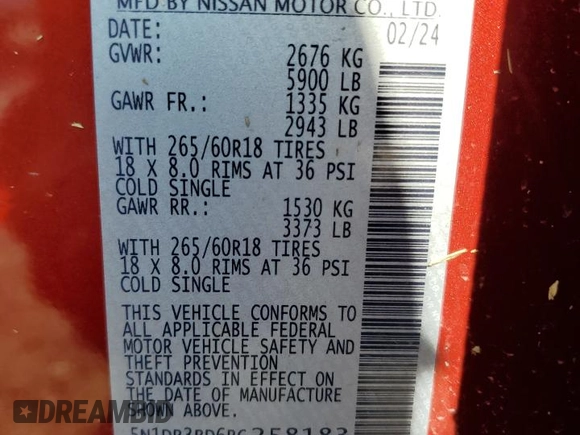 MFD BY NISSAN MOTOR CO., LTD.
DATE: 02/24
GVWR: 2676 KG
5900 LB
GAWR FR.: 1335 KG
2943 LB
WITH 265/60R18 TIRES
18 X 8.0 RIMS AT 36 PSI
COLD SINGLE
GAWR RR.: 1530 KG
3373 LB
WITH 265/60R18 TIRES
18 X 8.0 RIMS AT 36 PSI
COLD SINGLE
THIS VEHICLE CONFORMS TO
ALL APPLICABLE FEDERAL
MOTOR VEHICLE SAFETY AND
THEFT PREVENTION
STANDARDS IN EFFECT ON
THE DATE OF MANUFACTURE
SHOWN ABOVE.
DREAMBID